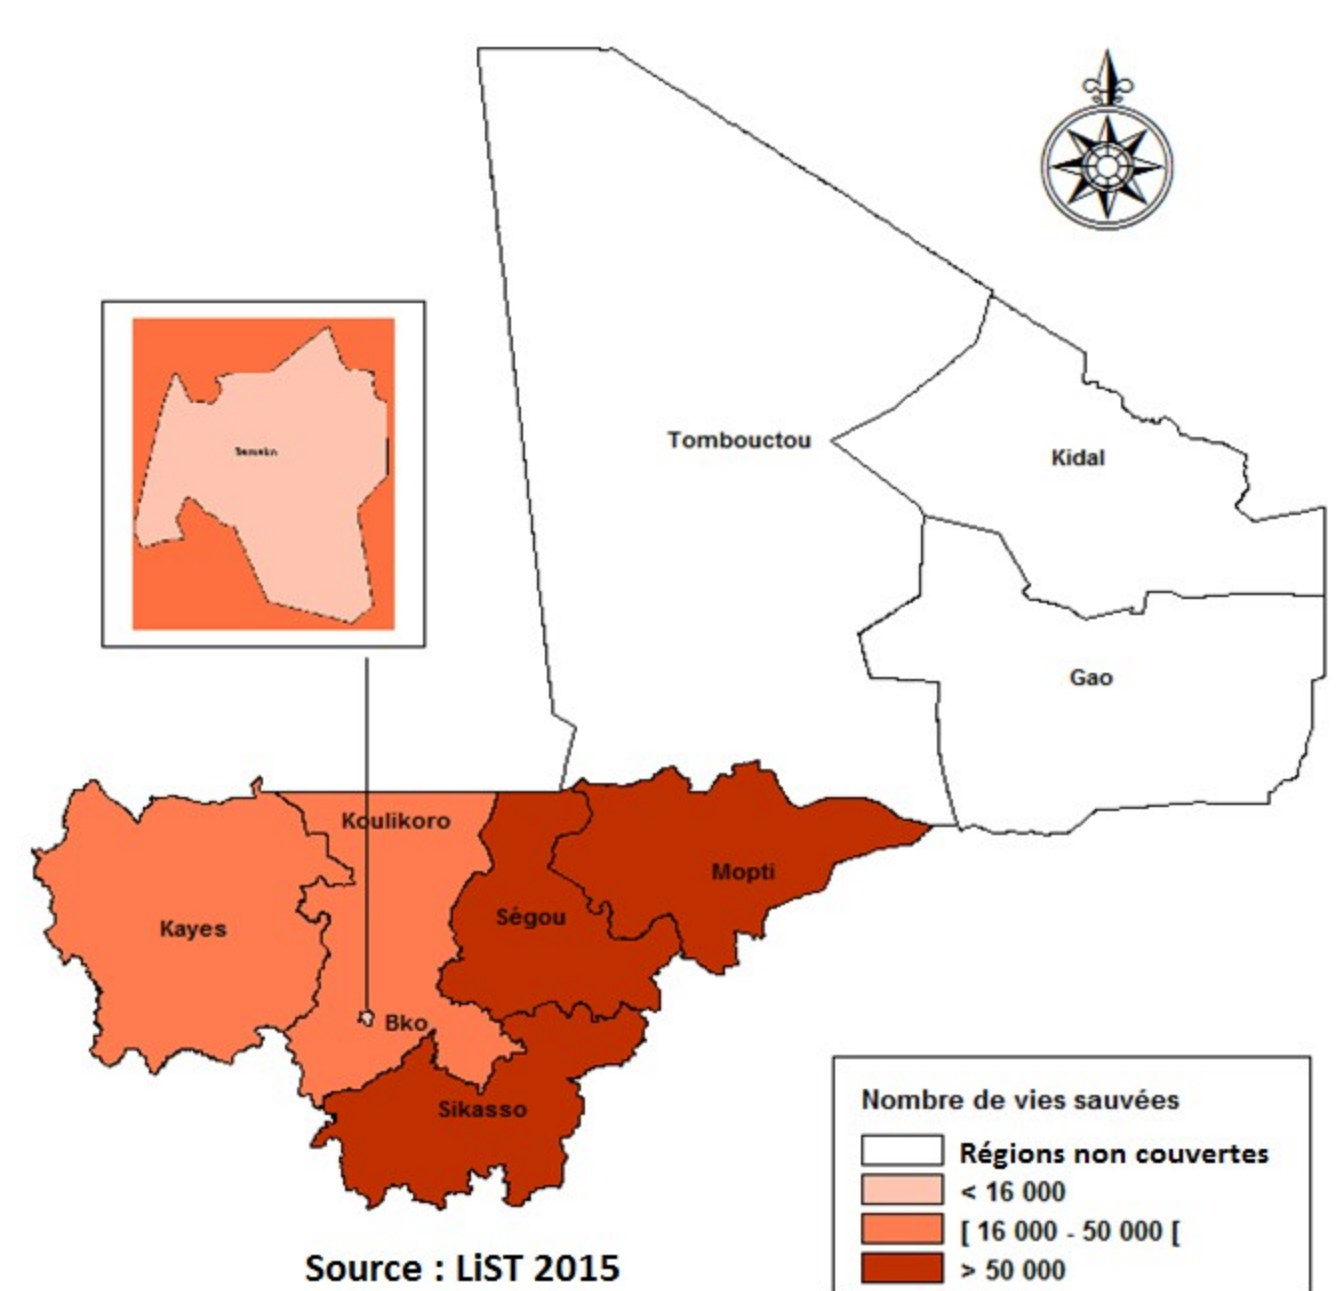 Tombouctou
Kidal
Bamako
Gao
Koulikoro
Mopti
Ségou
Kayes
Bko
Sikasso
Nombre de vies sauvées
Régions non couvertes
< 16 000
[ 16 000 - 50 000 [
> 50 000
Source : LiST 2015